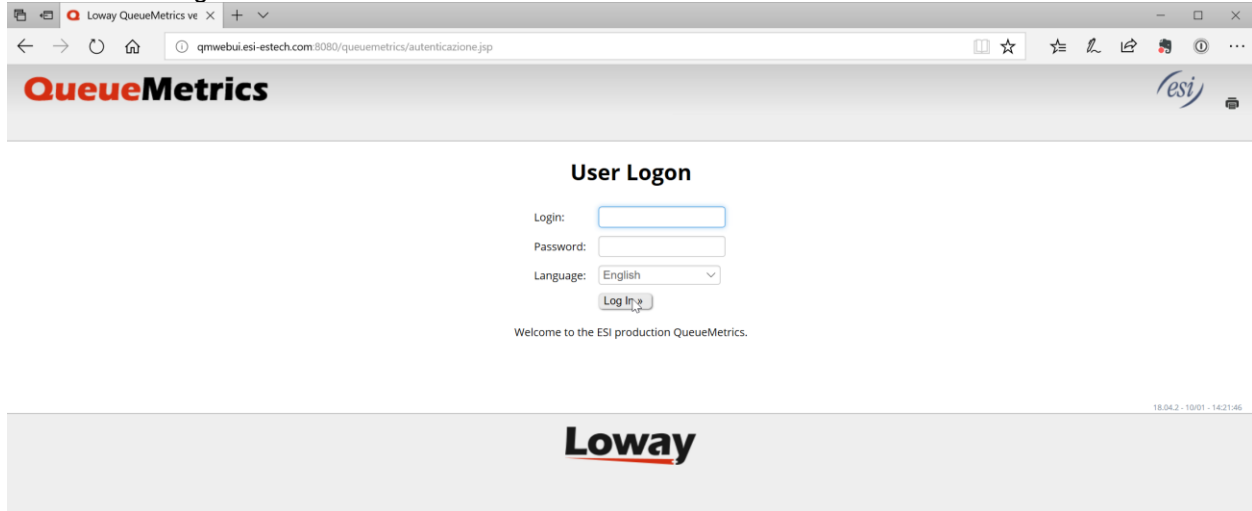 Loway QueueMetrics ve
qmwebui.esi-estech.com:8080/queuemetrics/autenticazione.jsp
QueueMetrics
esi
User Logon
Login:
Password:
Language: English
Log In »
Welcome to the ESI production QueueMetrics.
18.04.2 - 10/01 - 14:21:46
Loway